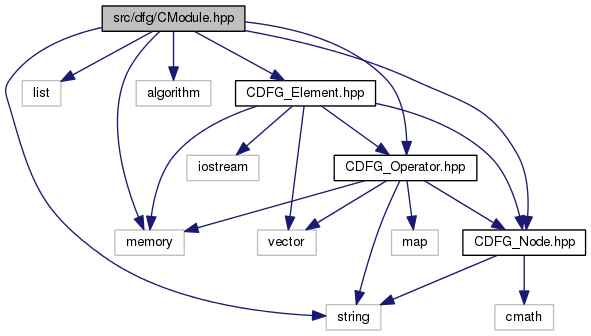 src/dfg/CModule.hpp
list
algorithm
CDFG_Element.hpp
iostream
CDFG_Operator.hpp
memory
vector
map
CDFG_Node.hpp
string
cmath